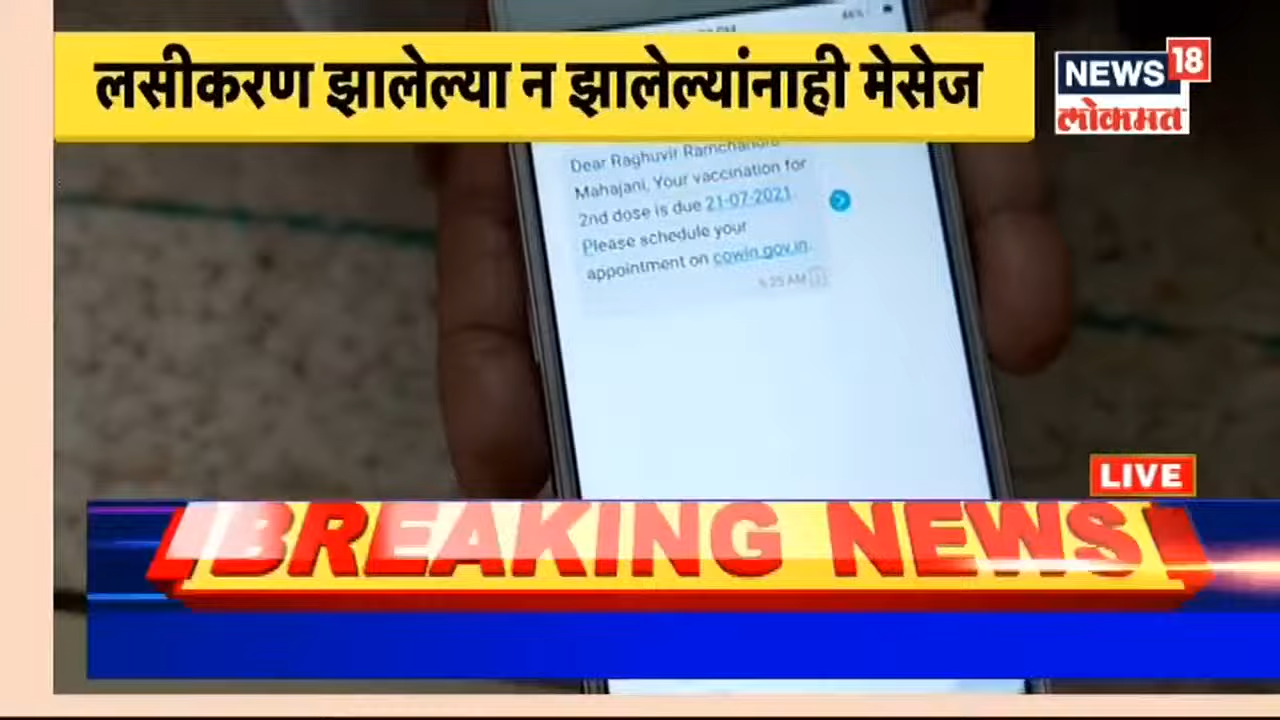 लसीकरण झालेल्या न झालेल्यांनाही मेसेज
NEWS 18
लोकमत
Dear Raghuvir Ramchandra
Mahajani, Your vaccination for
2nd dose is due 21-07-2021.
Please schedule your
appointment on cowin.gov.in.
LIVE
BREAKING NEWS